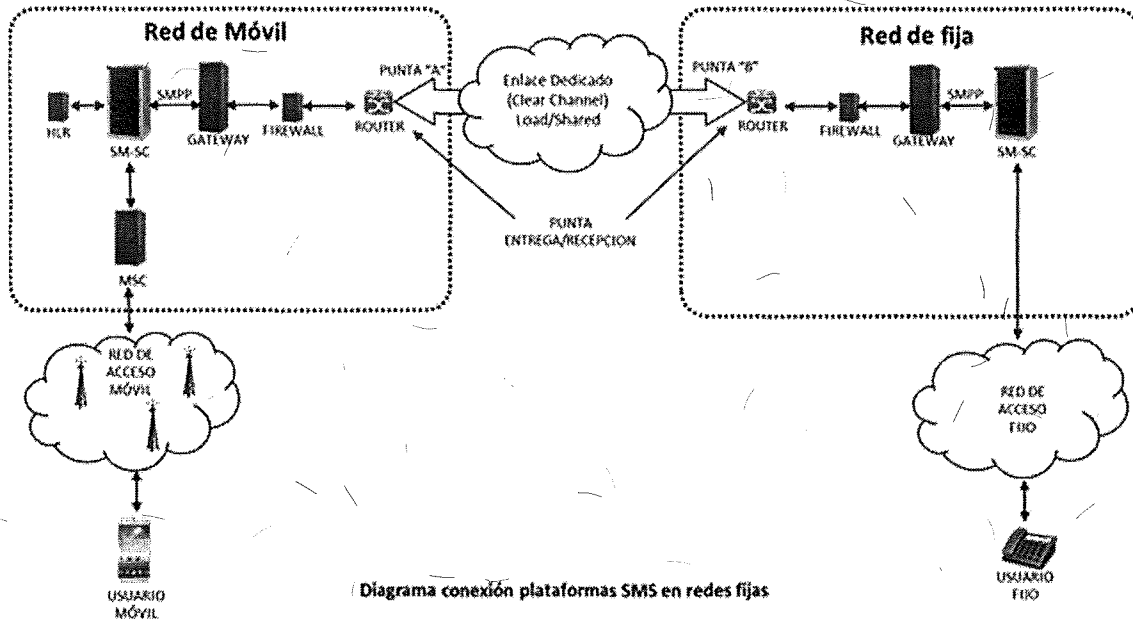 Red de Móvil
Red de fija
PUNTA "A"
Enlace Dedicado
(Clear Channel)
Load/Shared
PUNTA "B"
HLR
SM-SC
SMPP
GATEWAY
FIREWALL
ROUTER
ROUTER
FIREWALL
GATEWAY
SMPP
SM-SC
MSC
PUNTA
ENTREGA/RECEPCION
RED DE
ACCESO
MÓVIL
RED DE
ACCESO
FIJO
USUARIO
MÓVIL
USUARIO
FIJO
Diagrama conexión plataformas SMS en redes fijas